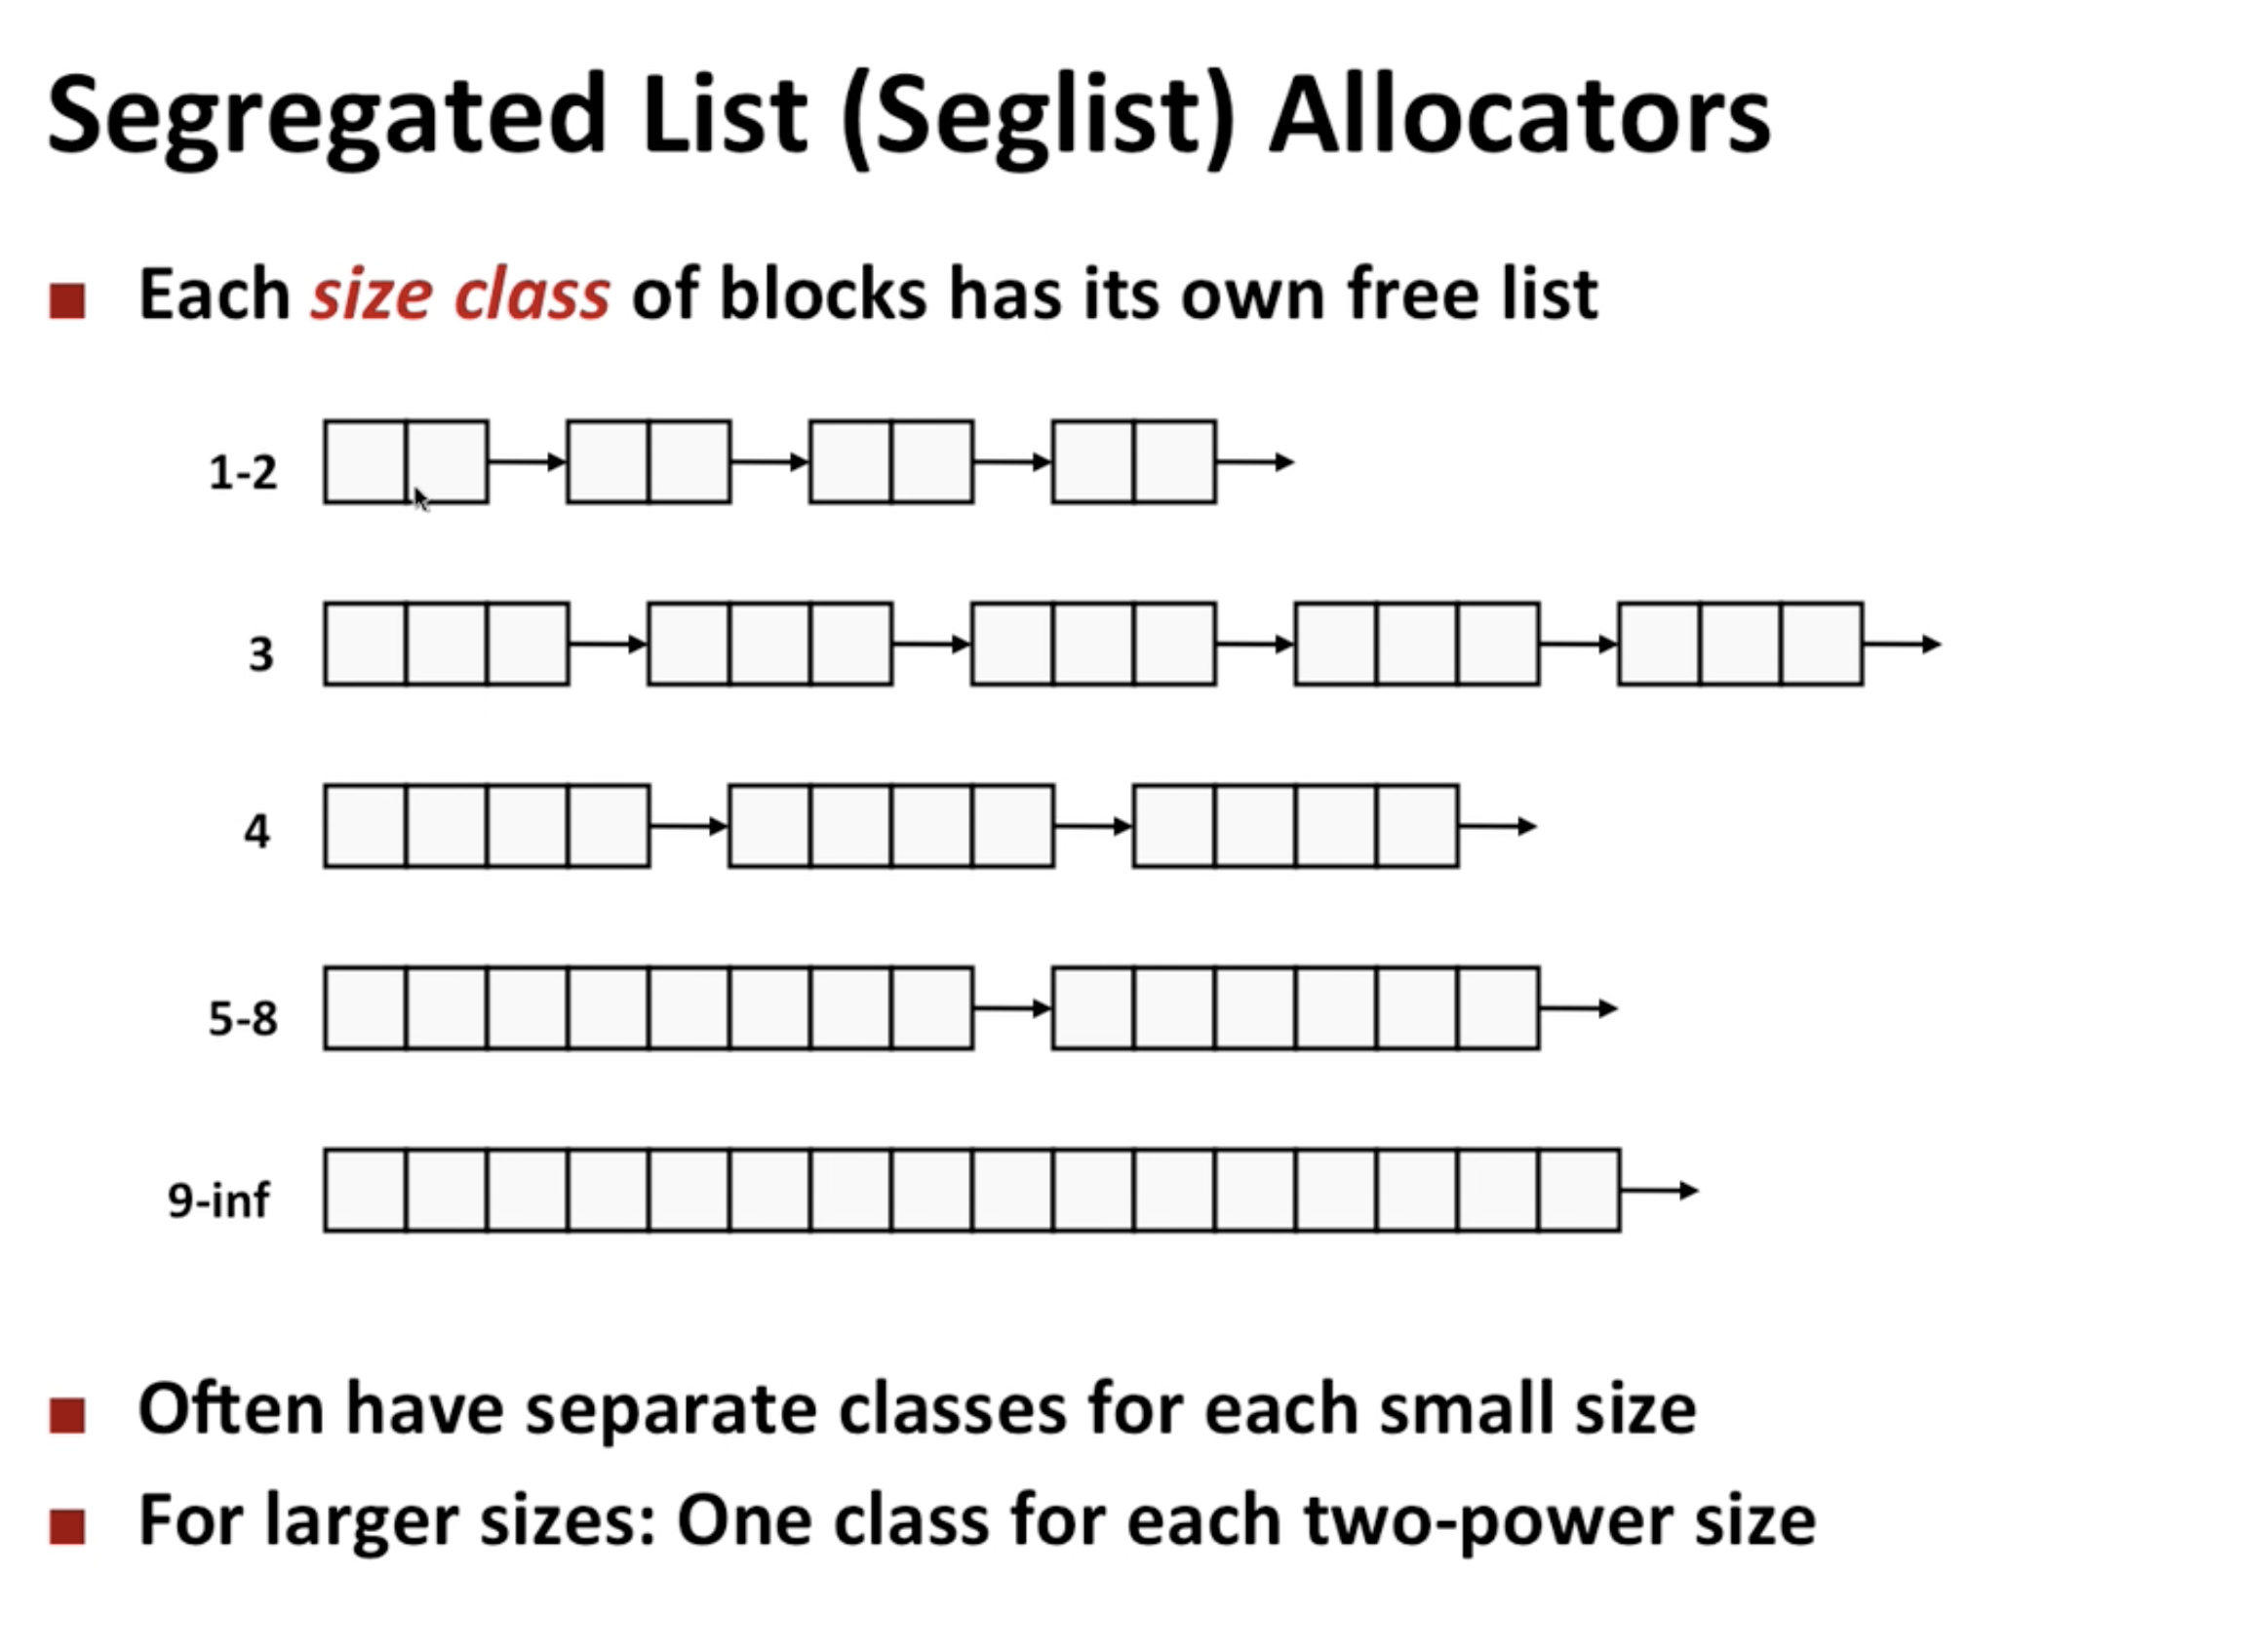 Segregated List (Seglist) Allocators
Each size class of blocks has its own free list
1-2
3
4
5-8
9-inf
Often have separate classes for each small size
For larger sizes: One class for each two-power size